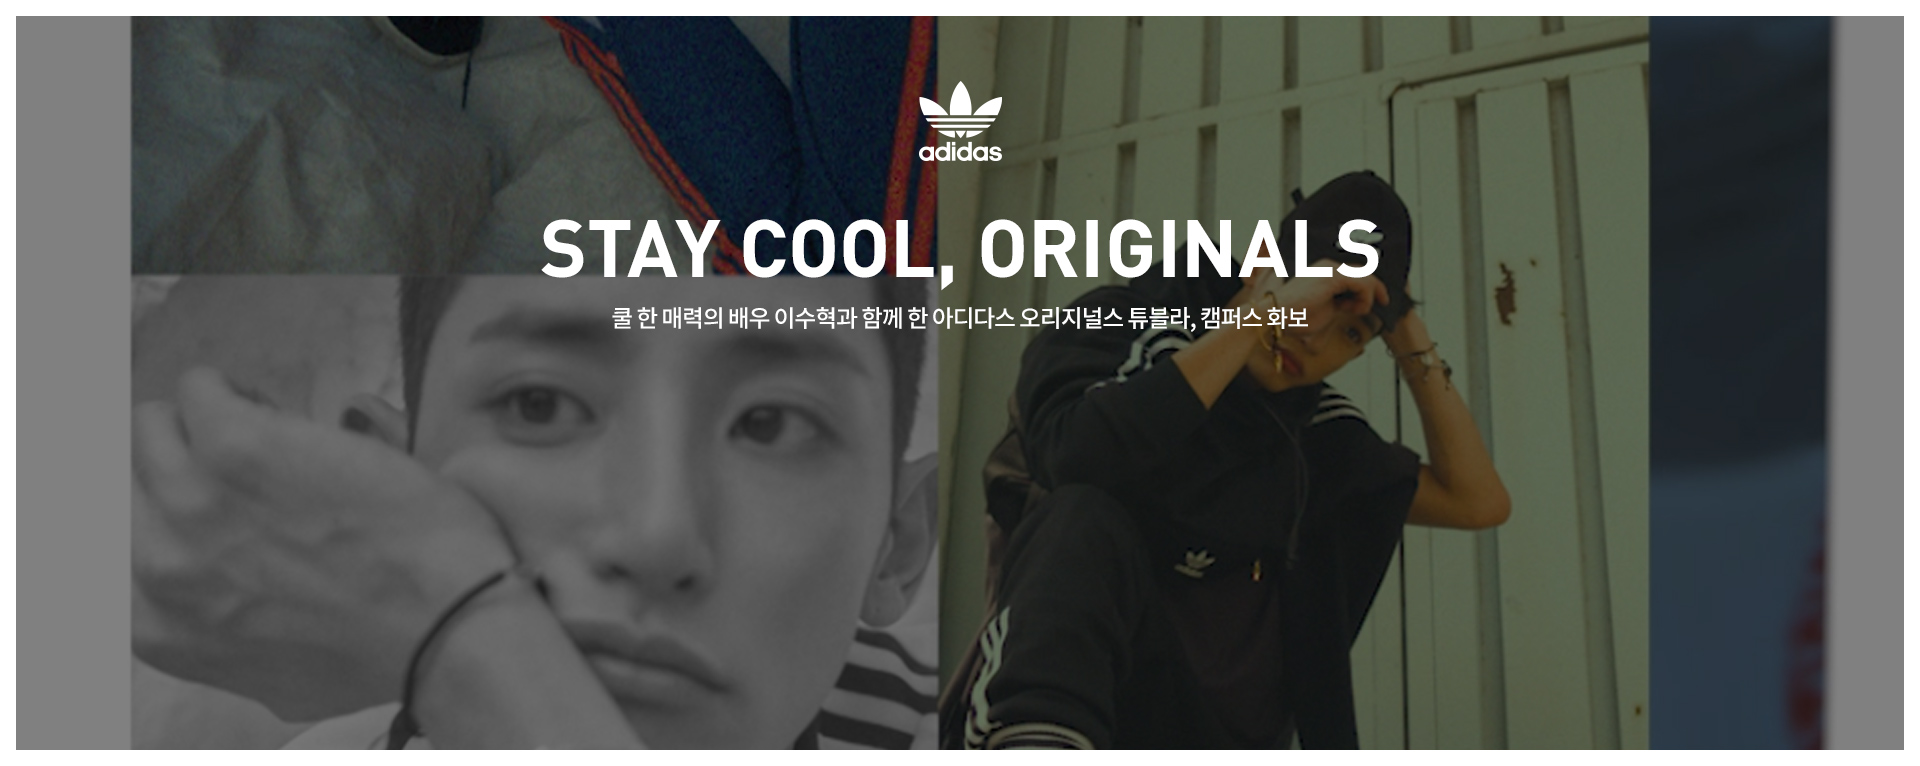 adidas
STAY COOL, ORIGINALS
쿨 한 매력의 배우 이수혁과 함께 한 아디다스 오리지널스 튜블라, 캠퍼스 화보